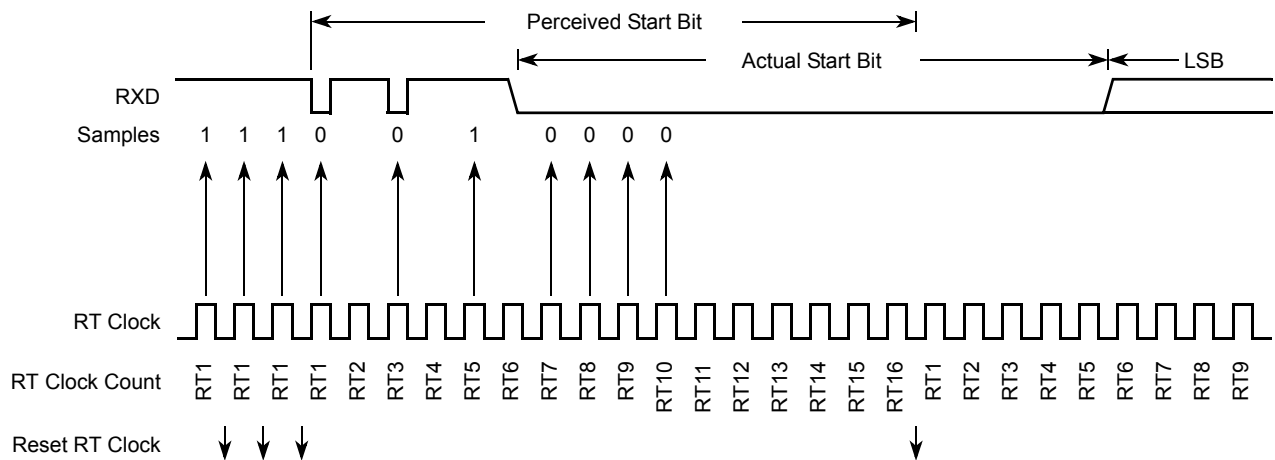 Perceived Start Bit
Actual Start Bit LSB
RXD
Samples 1 1 1 0 0 1 0 0 0 0
RT Clock
RT Clock Count RT1 RT1 RT1 RT1 RT2 RT3 RT4 RT5 RT6 RT7 RT8 RT9 RT10 RT11 RT12 RT13 RT14 RT15 RT16 RT1 RT2 RT3 RT4 RT5 RT6 RT7 RT8 RT9
Reset RT Clock